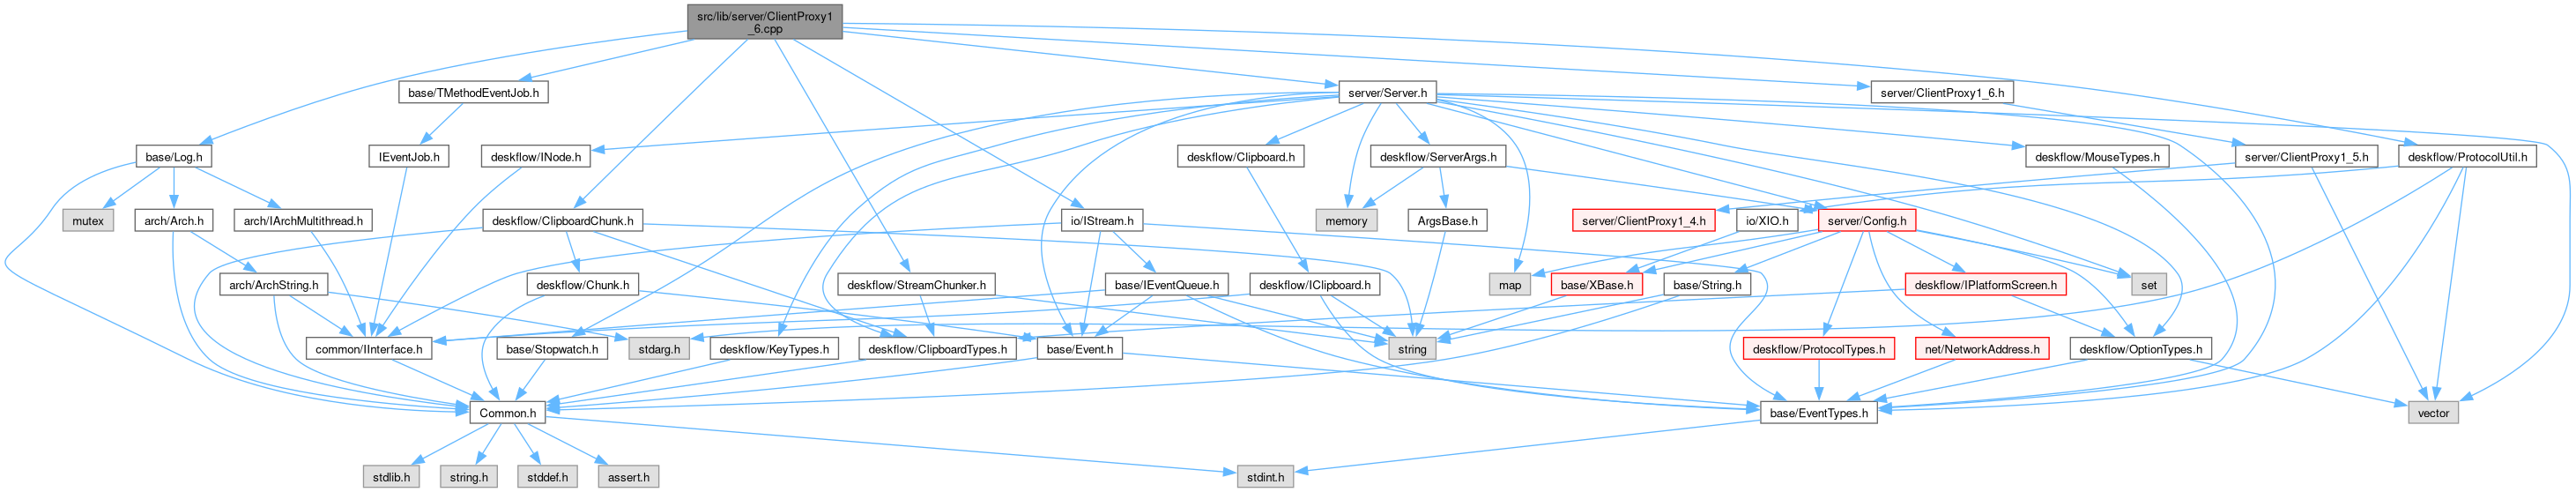 src/lib/server/ClientProxy1
_6.cpp
base/TMethodEventJob.h
server/Server.h
server/ClientProxy1_6.h
base/Log.h
IEventJob.h
deskflow/INode.h
deskflow/Clipboard.h
deskflow/ServerArgs.h
deskflow/MouseTypes.h
server/ClientProxy1_5.h
deskflow/ProtocolUtil.h
mutex
arch/Arch.h
arch/IArchMultithread.h
deskflow/ClipboardChunk.h
io/IStream.h
memory
ArgsBase.h
server/ClientProxy1_4.h
io/XIO.h
server/Config.h
arch/ArchString.h
deskflow/Chunk.h
deskflow/StreamChunker.h
base/IEventQueue.h
deskflow/IClipboard.h
map
base/XBase.h
base/String.h
deskflow/IPlatformScreen.h
set
common/IInterface.h
base/Stopwatch.h
stdarg.h
deskflow/KeyTypes.h
deskflow/ClipboardTypes.h
base/Event.h
string
deskflow/ProtocolTypes.h
net/NetworkAddress.h
deskflow/OptionTypes.h
Common.h
base/EventTypes.h
vector
stdlib.h
string.h
stddef.h
assert.h
stdint.h